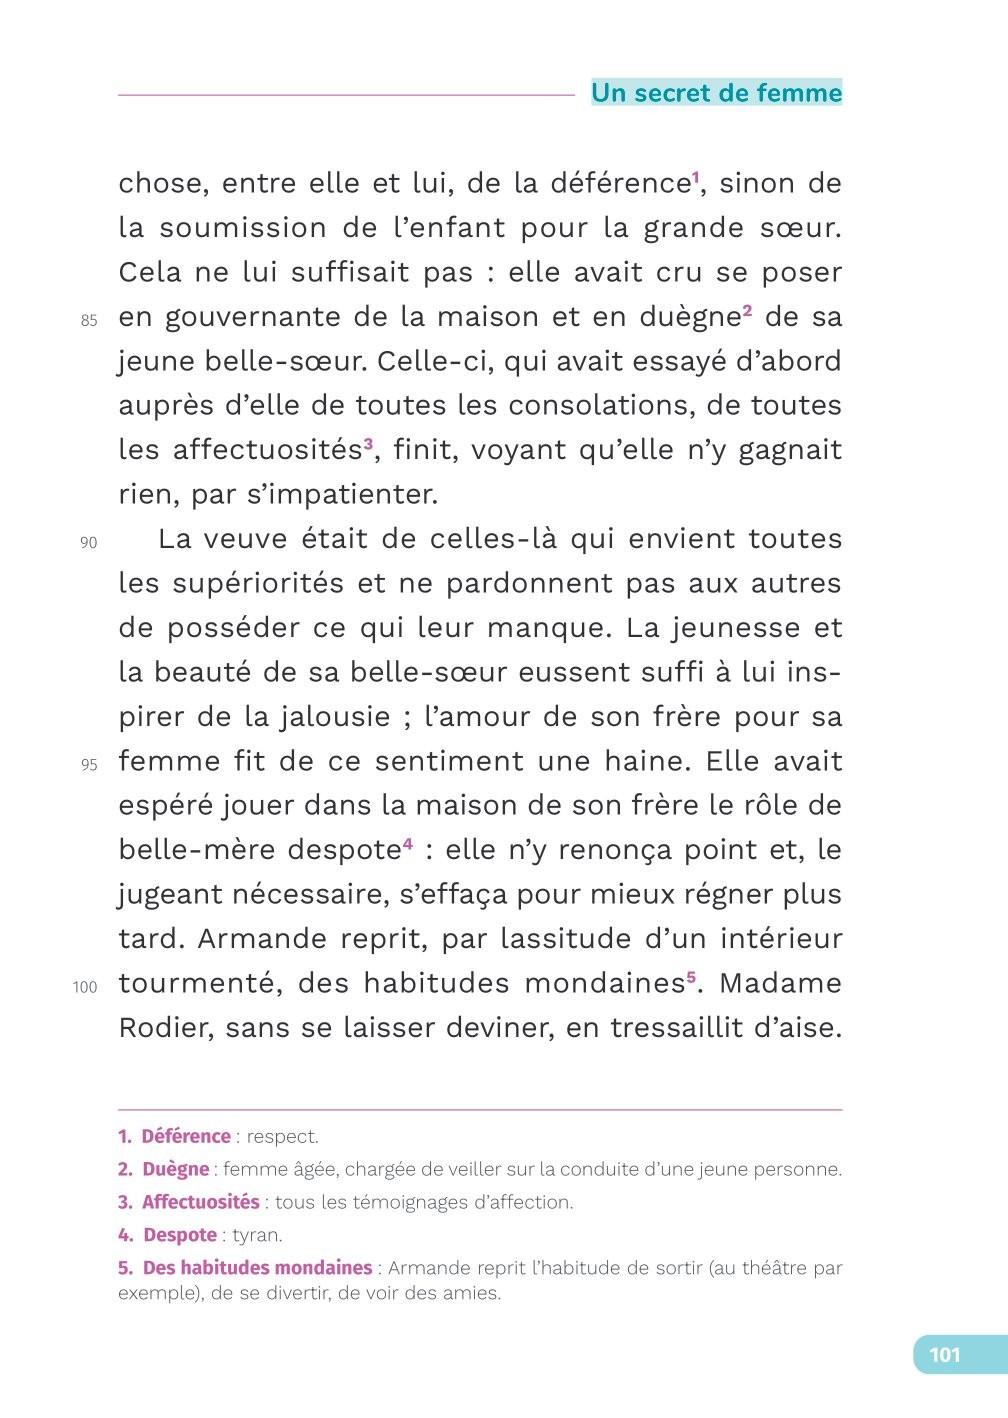 Un secret de femme
chose, entre elle et lui, de la déférence¹, sinon de
la soumission de l’enfant pour la grande sœur.
Cela ne lui suffisait pas : elle avait cru se poser
85 en gouvernante de la maison et en duègne² de sa
jeune belle-sœur. Celle-ci, qui avait essayé d’abord
auprès d’elle de toutes les consolations, de toutes
les affectuosités³, finit, voyant qu’elle n’y gagnait
rien, par s’impatienter.
90 La veuve était de celles-là qui envient toutes
les supériorités et ne pardonnent pas aux autres
de posséder ce qui leur manque. La jeunesse et
la beauté de sa belle-sœur eussent suffi à lui ins-
pirer de la jalousie ; l’amour de son frère pour sa
95 femme fit de ce sentiment une haine. Elle avait
espéré jouer dans la maison de son frère le rôle de
belle-mère despote⁴ : elle n’y renonça point et, le
jugeant nécessaire, s’effaça pour mieux régner plus
tard. Armande reprit, par lassitude d’un intérieur
100 tourmenté, des habitudes mondaines⁵. Madame
Rodier, sans se laisser deviner, en tressaillit d’aise.
1. Déférence : respect.
2. Duègne : femme âgée, chargée de veiller sur la conduite d’une jeune personne.
3. Affectuosités : tous les témoignages d’affection.
4. Despote : tyran.
5. Des habitudes mondaines : Armande reprit l’habitude de sortir (au théâtre par
exemple), de se divertir, de voir des amies.
101